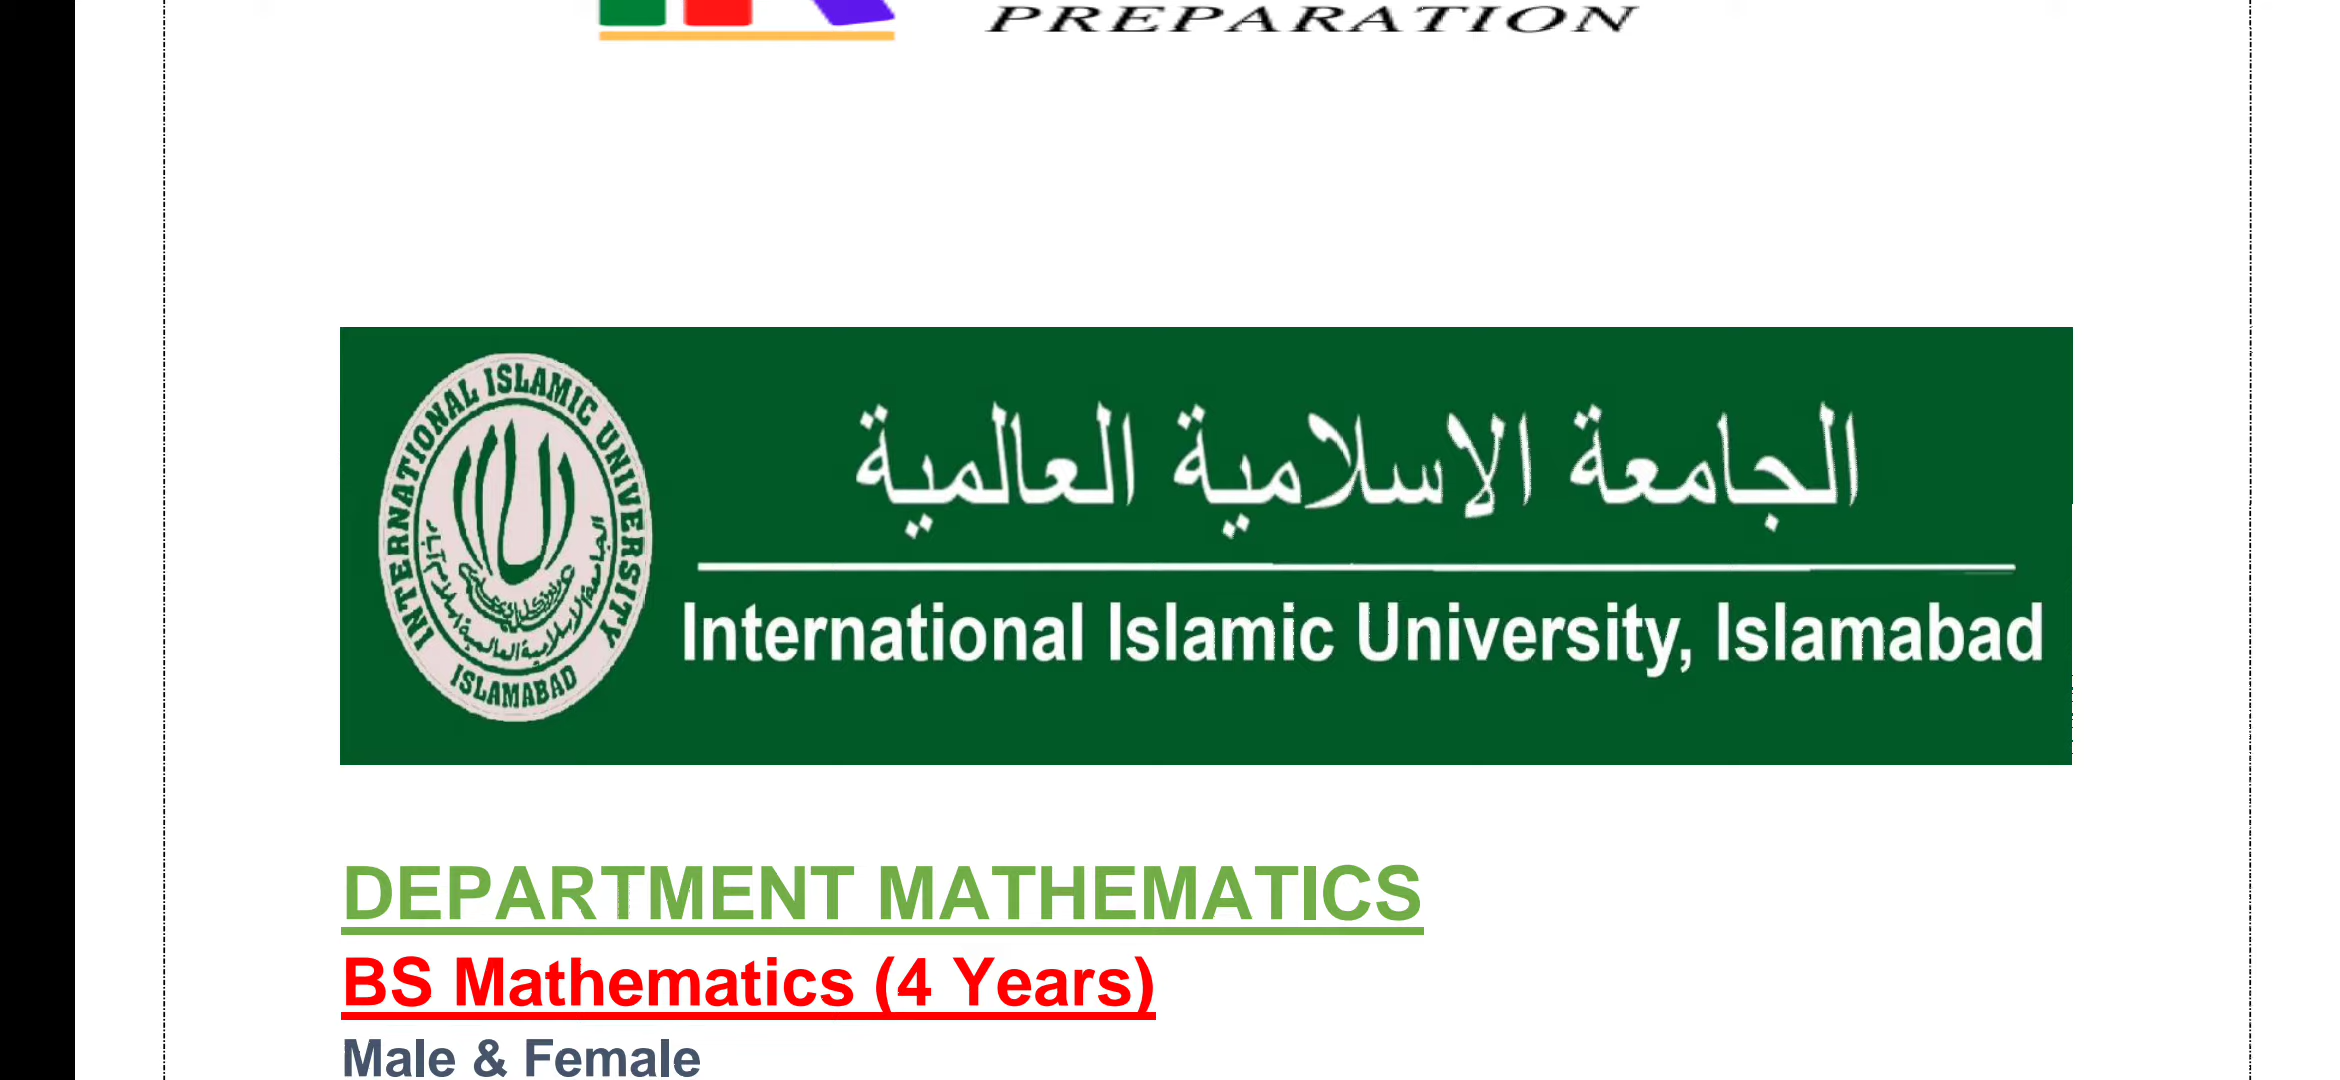 PREPARATION
INTERNATIONAL ISLAMIC UNIVERSITY
ISLAMABAD
الجامعة الاسلامية العالمية
International Islamic University, Islamabad
DEPARTMENT MATHEMATICS
BS Mathematics (4 Years)
Male & Female